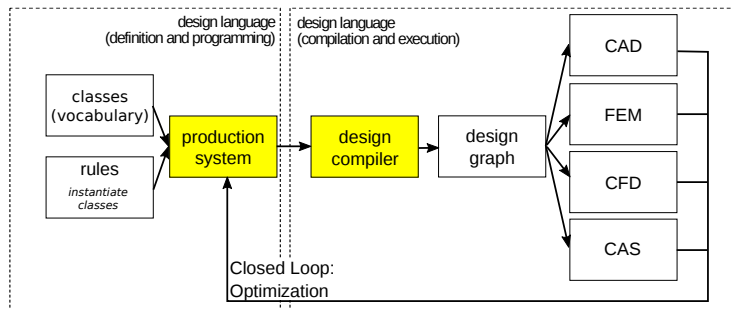 design language
(definition and programming)
design language
(compilation and execution)
classes
(vocabulary)
rules
instantiate
classes
production
system
design
compiler
design
graph
CAD
FEM
CFD
CAS
Closed Loop:
Optimization